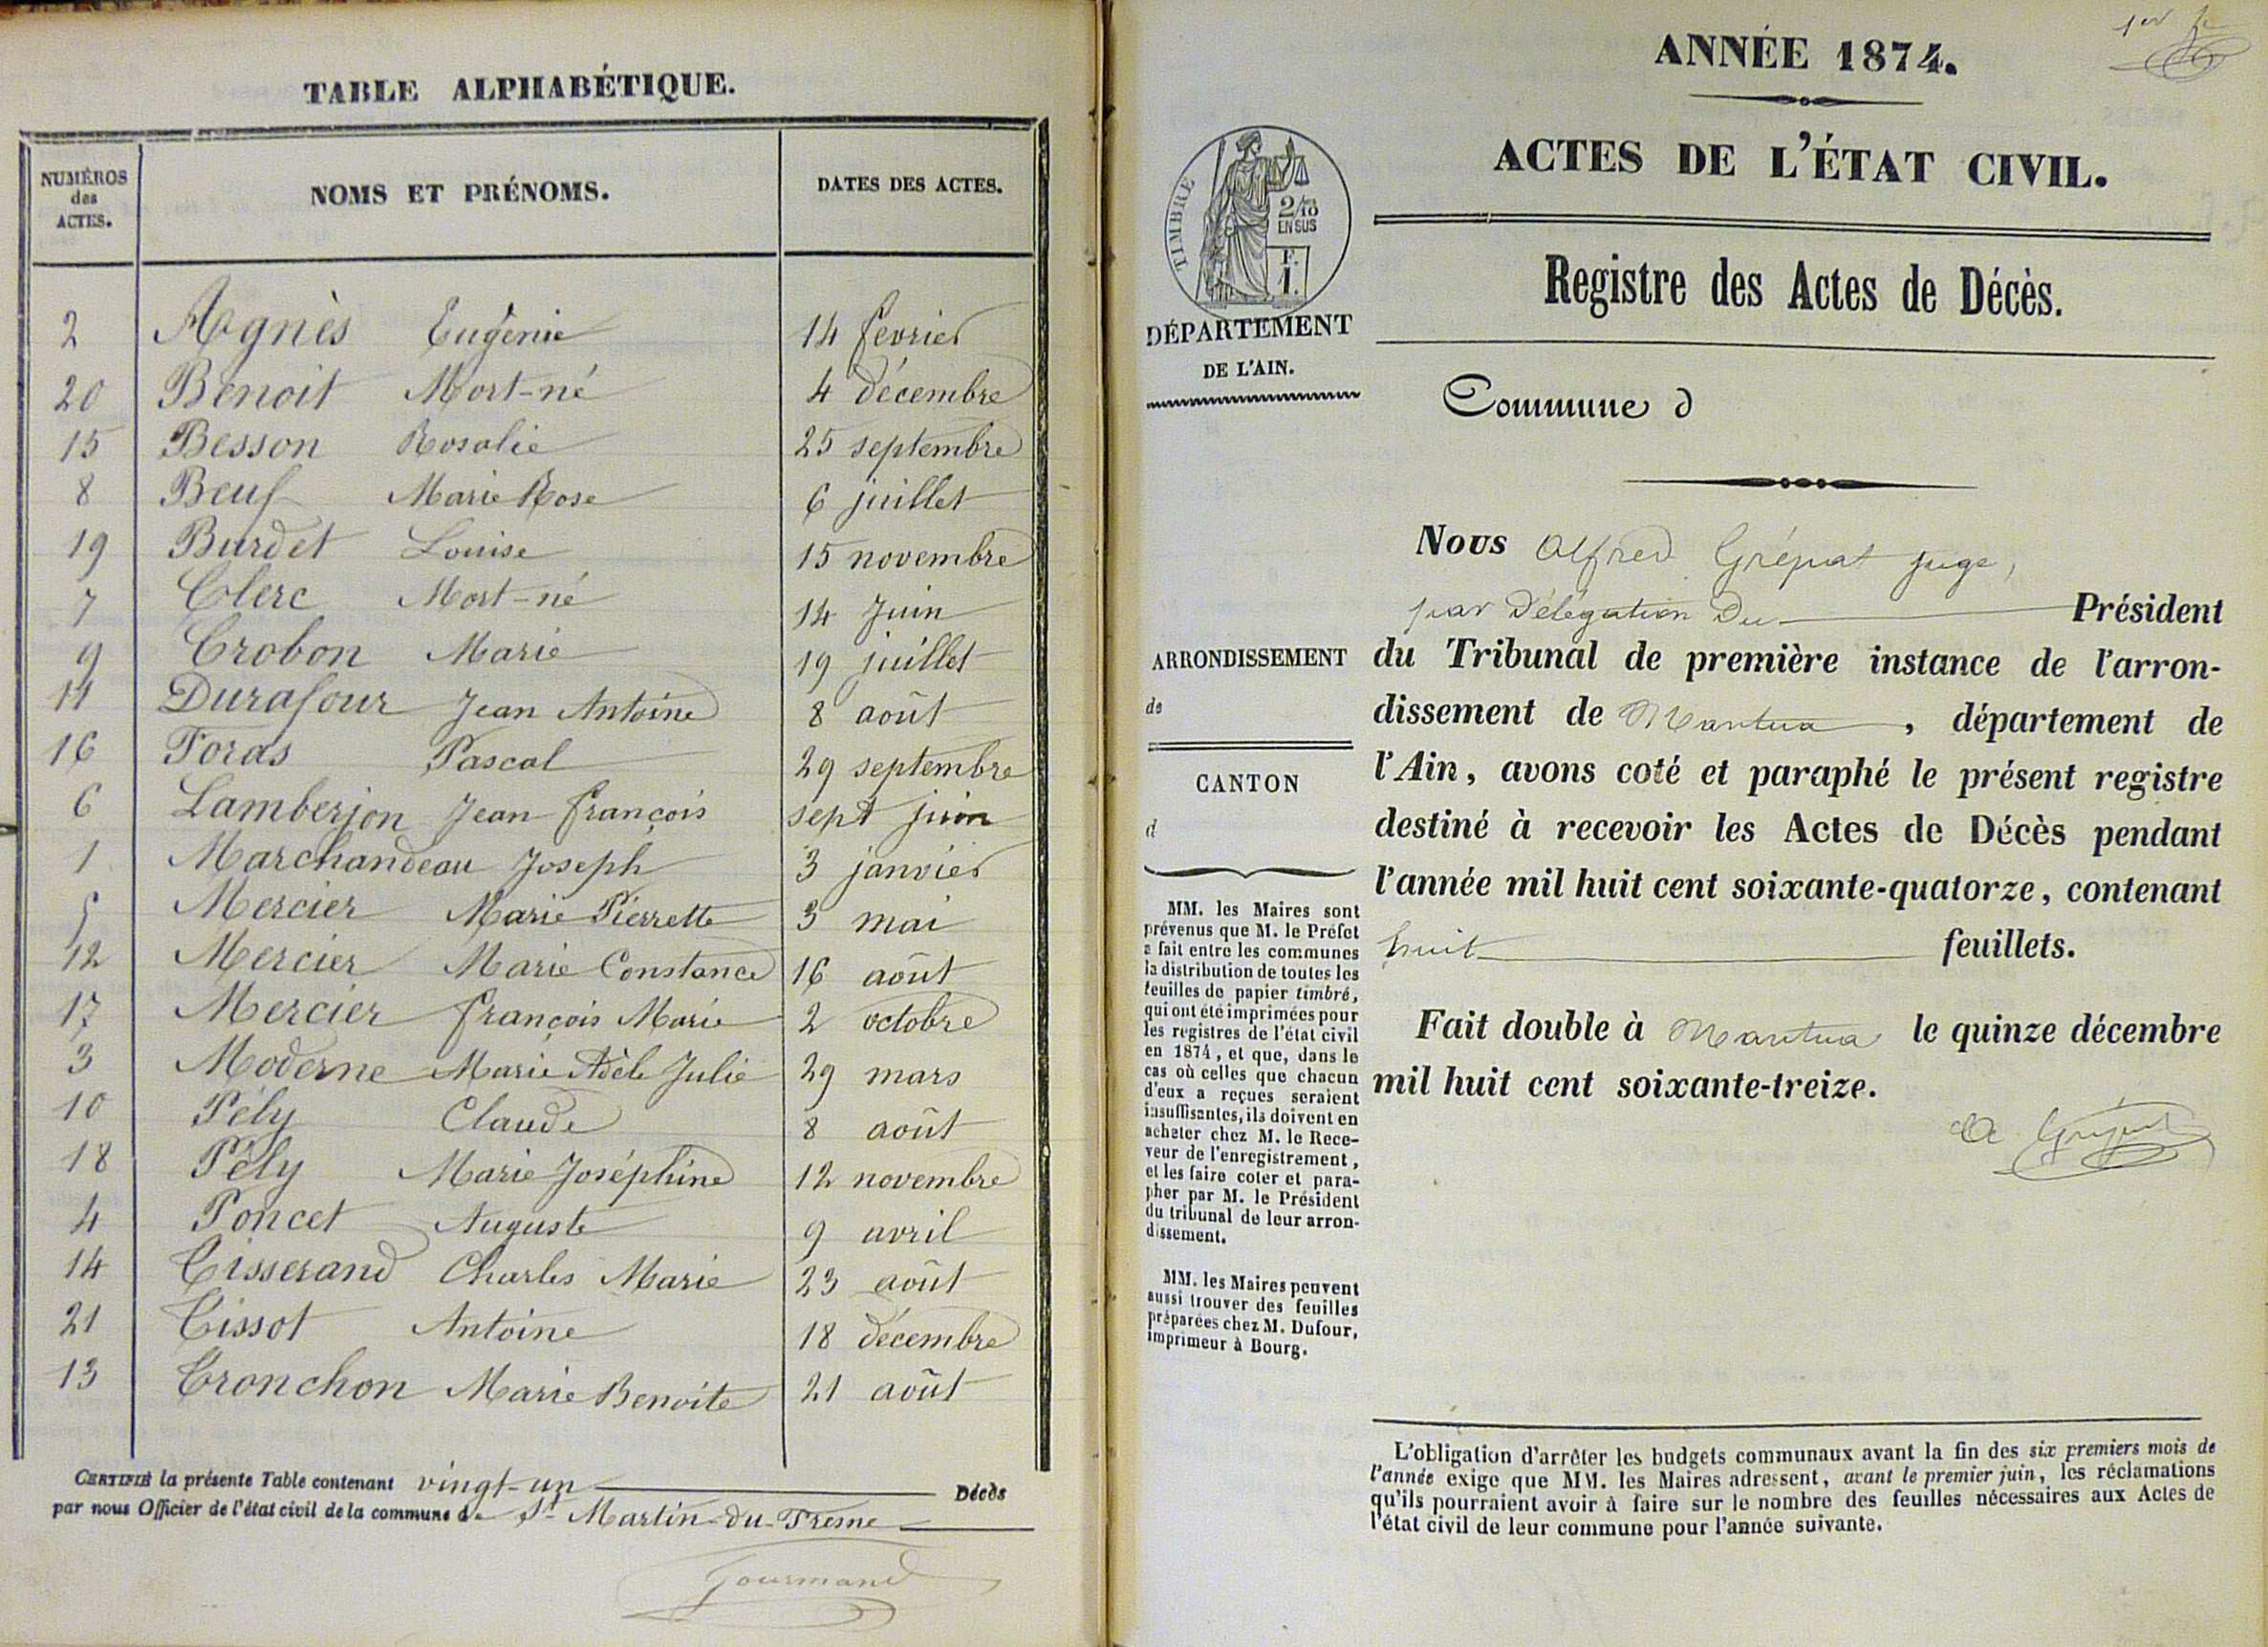 TABLE ALPHABÉTIQUE.
NUMÉROS des ACTES. NOMS ET PRÉNOMS. DATES DES ACTES.
2 Agnès Eugénie 14 février
20 Benoit Mort-né 4 décembre
15 Besson Rosalie 25 septembre
8 Beuf Marie Rose 6 juillet
19 Burdet Louise 15 novembre
7 Clerc Mort-né 14 Juin
9 Crobon Marie 19 juillet
11 Durafour Jean Antoine 8 août
16 Foras Pascal 29 septembre
6 Lamberjon Jean François sept juin
1 Marchandeau Joseph 3 janvier
5 Mercier Marie Pierrette 3 mai
12 Mercier Marie Constance 16 août
17 Mercier François Marie 2 octobre
3 Moderne Marie Adèle Julie 29 mars
10 Pély Claude 8 août
18 Pély Marie Joséphine 12 novembre
4 Poncet Auguste 9 avril
14 Tisserand Charles Marie 23 août
21 Tissot Antoine 18 décembre
13 Tronchon Marie Benoite 21 août
CERTIFIÉ la présente Table contenant vingt-un Décès
par nous Officier de l'état civil de la commune de St Martin-du-Fresne
Gourmand
ANNÉE 1874.
ACTES DE L'ÉTAT CIVIL.
TIMBRE
2/10
EN SUS
F.
1.
DÉPARTEMENT
DE L'AIN.
Registre des Actes de Décès.
Commune d
Nous Alfred Grépat juge,
par Délégation Du Président
du Tribunal de première instance de l'arron-
dissement de Mantua, département de
l'Ain, avons coté et paraphé le présent registre
destiné à recevoir les Actes de Décès pendant
l'année mil huit cent soixante-quatorze, contenant
huit feuillets.
Fait double à Mantua le quinze décembre
mil huit cent soixante-treize.
ARRONDISSEMENT
de
CANTON
d
MM. les Maires sont
prévenus que M. le Préfet
a fait entre les communes
la distribution de toutes les
feuilles de papier timbré,
qui ont été imprimées pour
les registres de l'état civil
en 1874, et que, dans le
cas où celles que chacun
d'eux a reçues seraient
insuffisantes, ils doivent en
acheter chez M. le Rece-
veur de l'enregistrement,
et les faire coter et para-
pher par M. le Président
du tribunal de leur arron-
dissement.
MM. les Maires peuvent
aussi trouver des feuilles
préparées chez M. Dufour,
imprimeur à Bourg.
L'obligation d'arrêter les budgets communaux avant la fin des six premiers mois de
l'année exige que MM. les Maires adressent, avant le premier juin, les réclamations
qu'ils pourraient avoir à faire sur le nombre des feuilles nécessaires aux Actes de
l'état civil de leur commune pour l'année suivante.